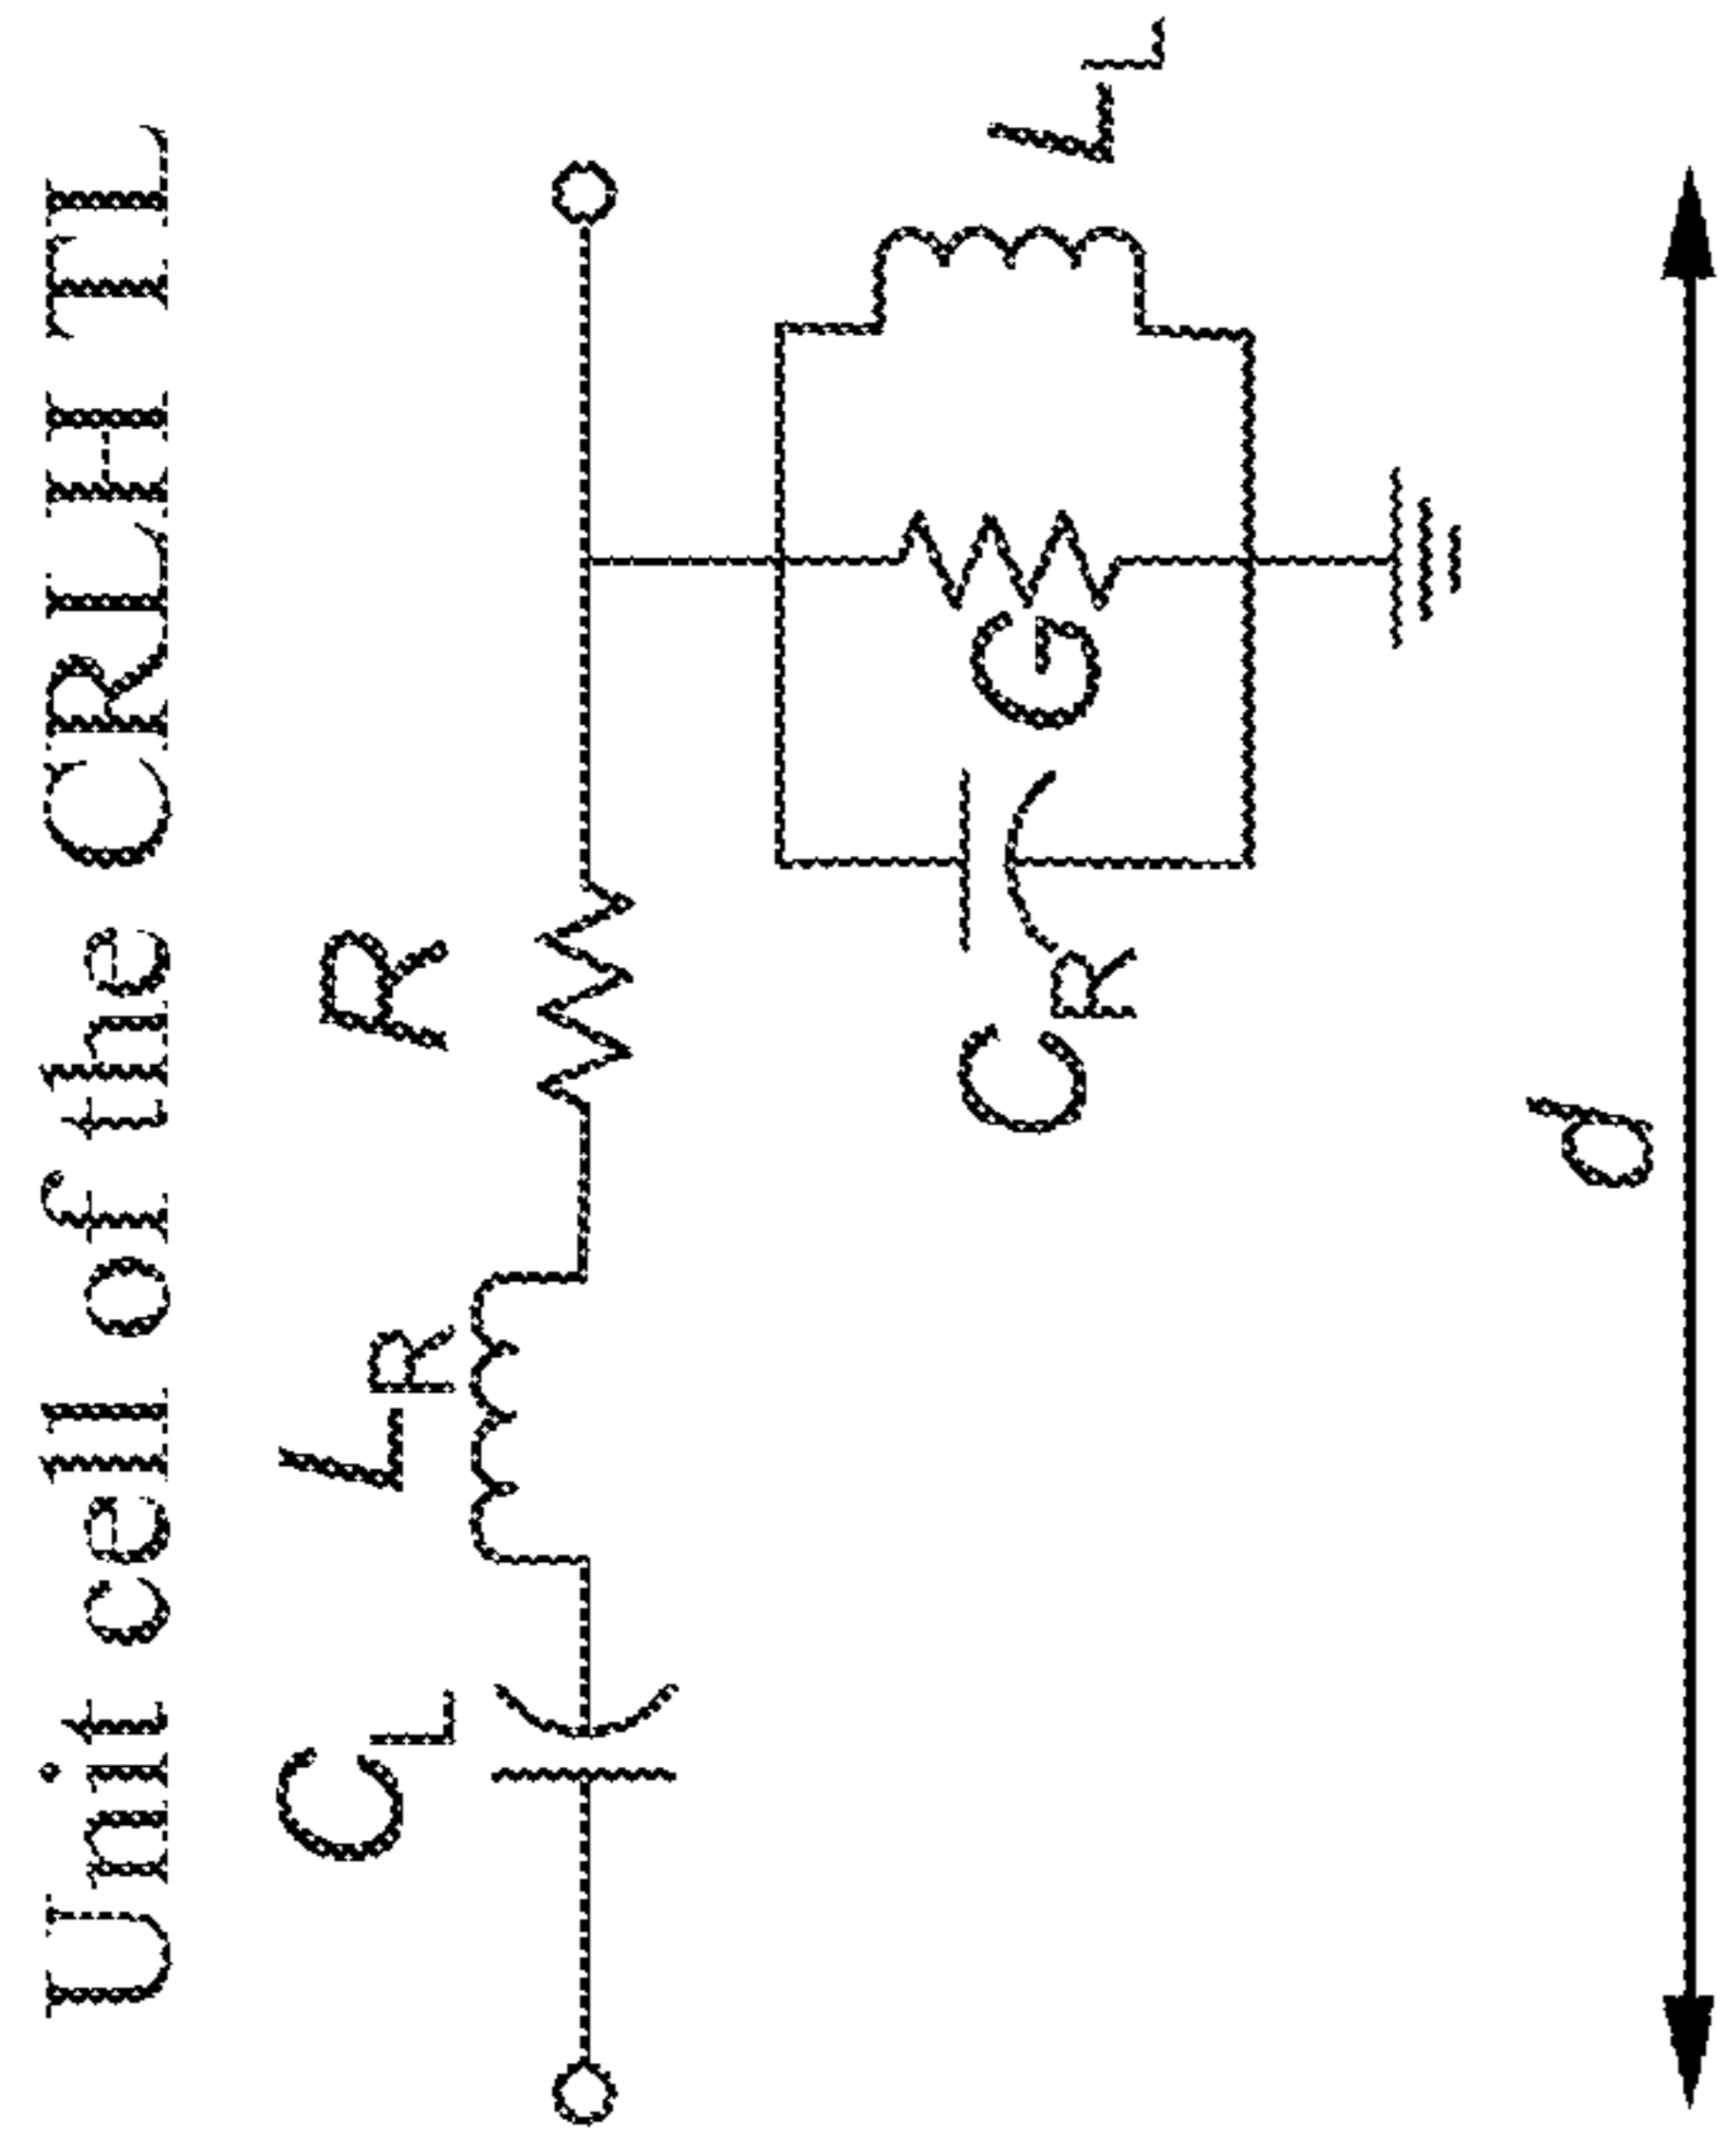 Unit cell of the CRLH TL
C_L
L_R
R
C_R
G
L_L
d